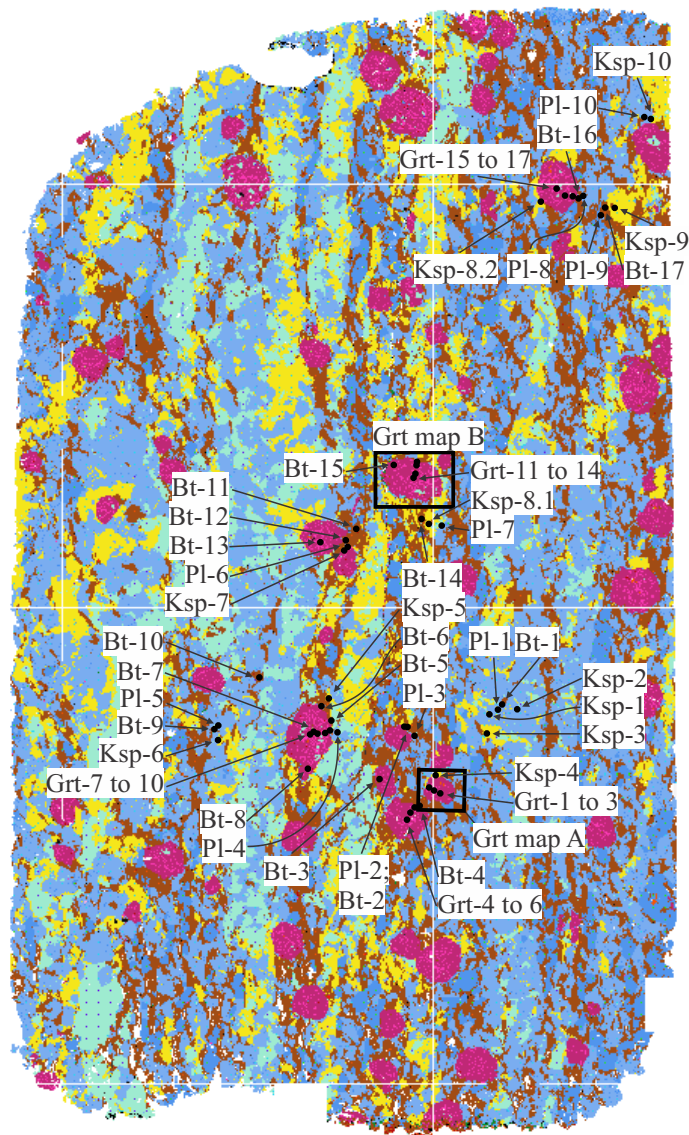 Ksp-10
Pl-10
Bt-16
Grt-15 to 17
Ksp-9
Ksp-8.2 Pl-8 Pl-9 Bt-17
Grt map B
Bt-15
Grt-11 to 14
Bt-11
Ksp-8.1
Bt-12
Pl-7
Bt-13
Pl-6
Bt-14
Ksp-7
Ksp-5
Bt-6
Bt-10
Pl-1 Bt-1
Bt-7
Bt-5
Ksp-2
Pl-5
Pl-3
Ksp-1
Bt-9
Ksp-3
Ksp-6
Ksp-4
Grt-7 to 10
Grt-1 to 3
Bt-8
Grt map A
Pl-4
Bt-3
Pl-2;
Bt-2
Bt-4
Grt-4 to 6